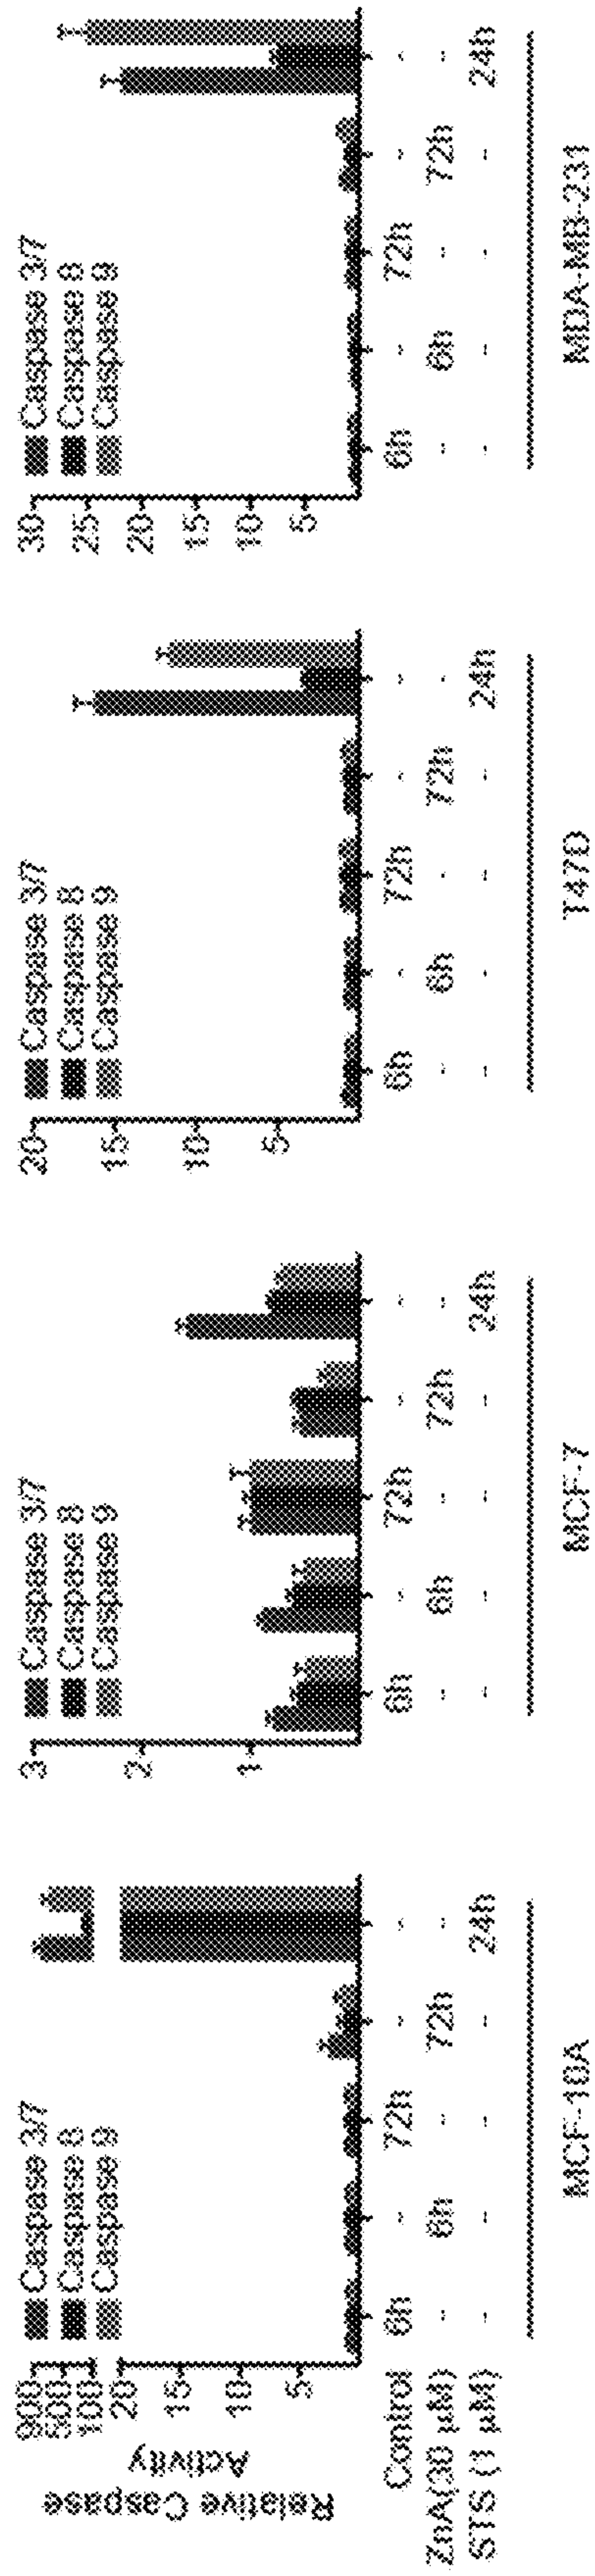 Relative Caspase
Activity
900
500
100
20
15
10
5
Caspase 3/7
Caspase 8
Caspase 9
3
2
1
Caspase 3/7
Caspase 8
Caspase 9
20
15
10
5
Caspase 3/7
Caspase 8
Caspase 9
30
25
20
15
10
5
Caspase 3/7
Caspase 8
Caspase 9
Control 6h - 72h - - 6h - 72h - - 6h - 72h - - 6h - 72h - -
ZnA(30 µM) - 6h - 72h - - 6h - 72h - - 6h - 72h - - 6h - 72h -
STS (1 µM) - - - - 24h - - - - 24h - - - - 24h - - - - 24h
MCF-10A MCF-7 T47D MDA-MB-231